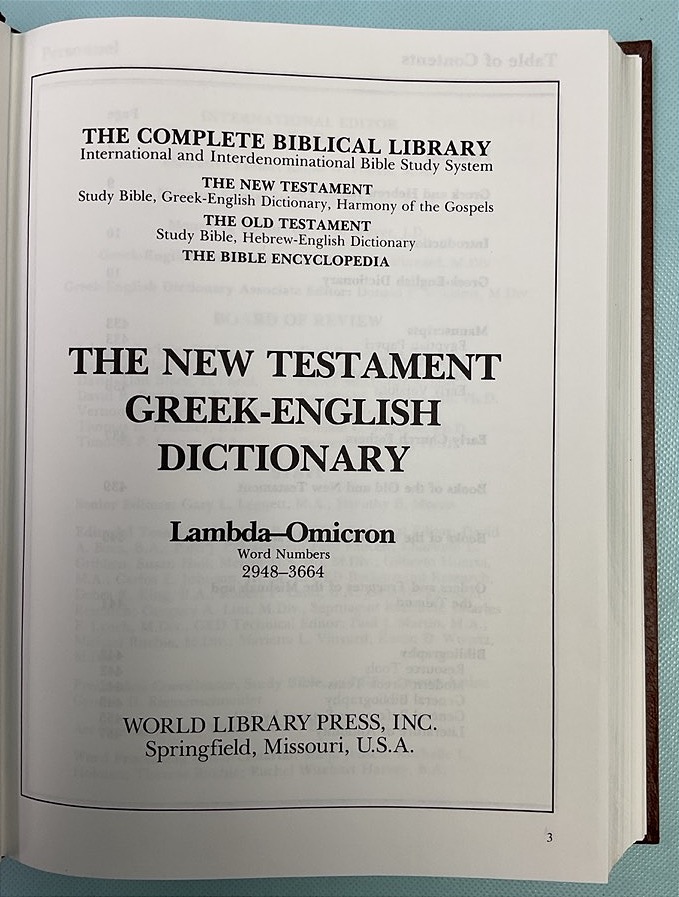 THE COMPLETE BIBLICAL LIBRARY
International and Interdenominational Bible Study System
THE NEW TESTAMENT
Study Bible, Greek-English Dictionary, Harmony of the Gospels
THE OLD TESTAMENT
Study Bible, Hebrew-English Dictionary
THE BIBLE ENCYCLOPEDIA
THE NEW TESTAMENT
GREEK-ENGLISH
DICTIONARY
Lambda–Omicron
Word Numbers
2948–3664
WORLD LIBRARY PRESS, INC.
Springfield, Missouri, U.S.A.
3